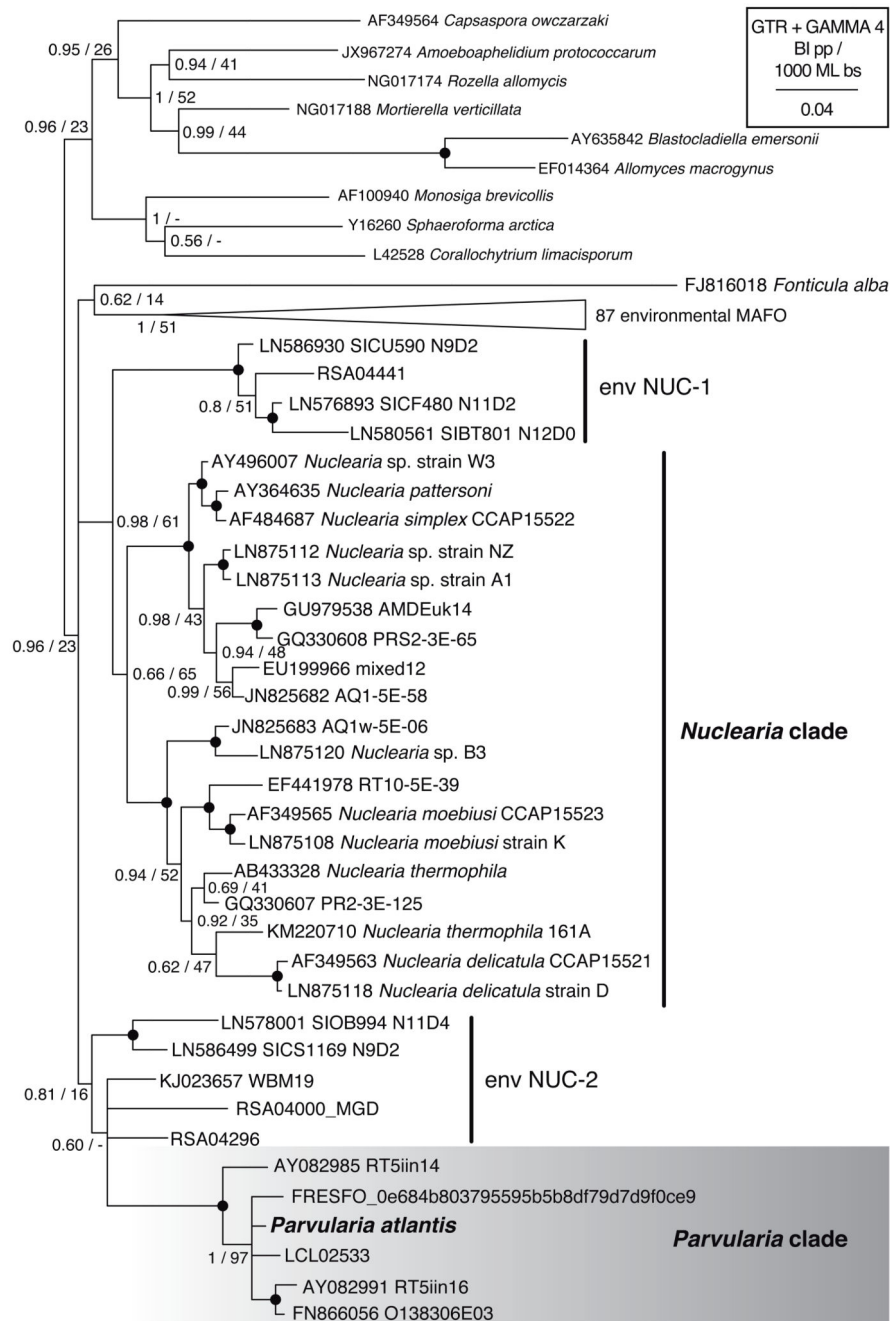 AF349564 Capsaspora owczarzaki
GTR + GAMMA 4
BI pp /
1000 ML bs
0.04
0.95 / 26
JX967274 Amoeboaphelidium protococcarum
0.94 / 41
NG017174 Rozella allomycis
1 / 52
NG017188 Mortierella verticillata
0.96 / 23
0.99 / 44
AY635842 Blastocladiella emersonii
EF014364 Allomyces macrogynus
AF100940 Monosiga brevicollis
1 / -
Y16260 Sphaeroforma arctica
0.56 / -
L42528 Corallochytrium limacisporum
FJ816018 Fonticula alba
0.62 / 14
87 environmental MAFO
1 / 51
LN586930 SICU590 N9D2
RSA04441
env NUC-1
0.8 / 51
LN576893 SICF480 N11D2
LN580561 SIBT801 N12D0
AY496007 Nuclearia sp. strain W3
AY364635 Nuclearia pattersoni
0.98 / 61
AF484687 Nuclearia simplex CCAP15522
LN875112 Nuclearia sp. strain NZ
LN875113 Nuclearia sp. strain A1
GU979538 AMDEuk14
0.98 / 43
GQ330608 PRS2-3E-65
0.96 / 23
0.94 / 48
EU199966 mixed12
0.66 / 65
0.99 / 56
JN825682 AQ1-5E-58
JN825683 AQ1w-5E-06
Nuclearia clade
LN875120 Nuclearia sp. B3
EF441978 RT10-5E-39
AF349565 Nuclearia moebiusi CCAP15523
LN875108 Nuclearia moebiusi strain K
0.94 / 52
AB433328 Nuclearia thermophila
0.69 / 41
GQ330607 PR2-3E-125
0.92 / 35
KM220710 Nuclearia thermophila 161A
0.62 / 47
AF349563 Nuclearia delicatula CCAP15521
LN875118 Nuclearia delicatula strain D
LN578001 SIOB994 N11D4
LN586499 SICS1169 N9D2
env NUC-2
KJ023657 WBM19
0.81 / 16
RSA04000_MGD
RSA04296
0.60 / -
AY082985 RT5iin14
FRESFO_0e684b803795595b5b8df79d7d9f0ce9
Parvularia atlantis
Parvularia clade
1 / 97
LCL02533
AY082991 RT5iin16
FN866056 O138306E03